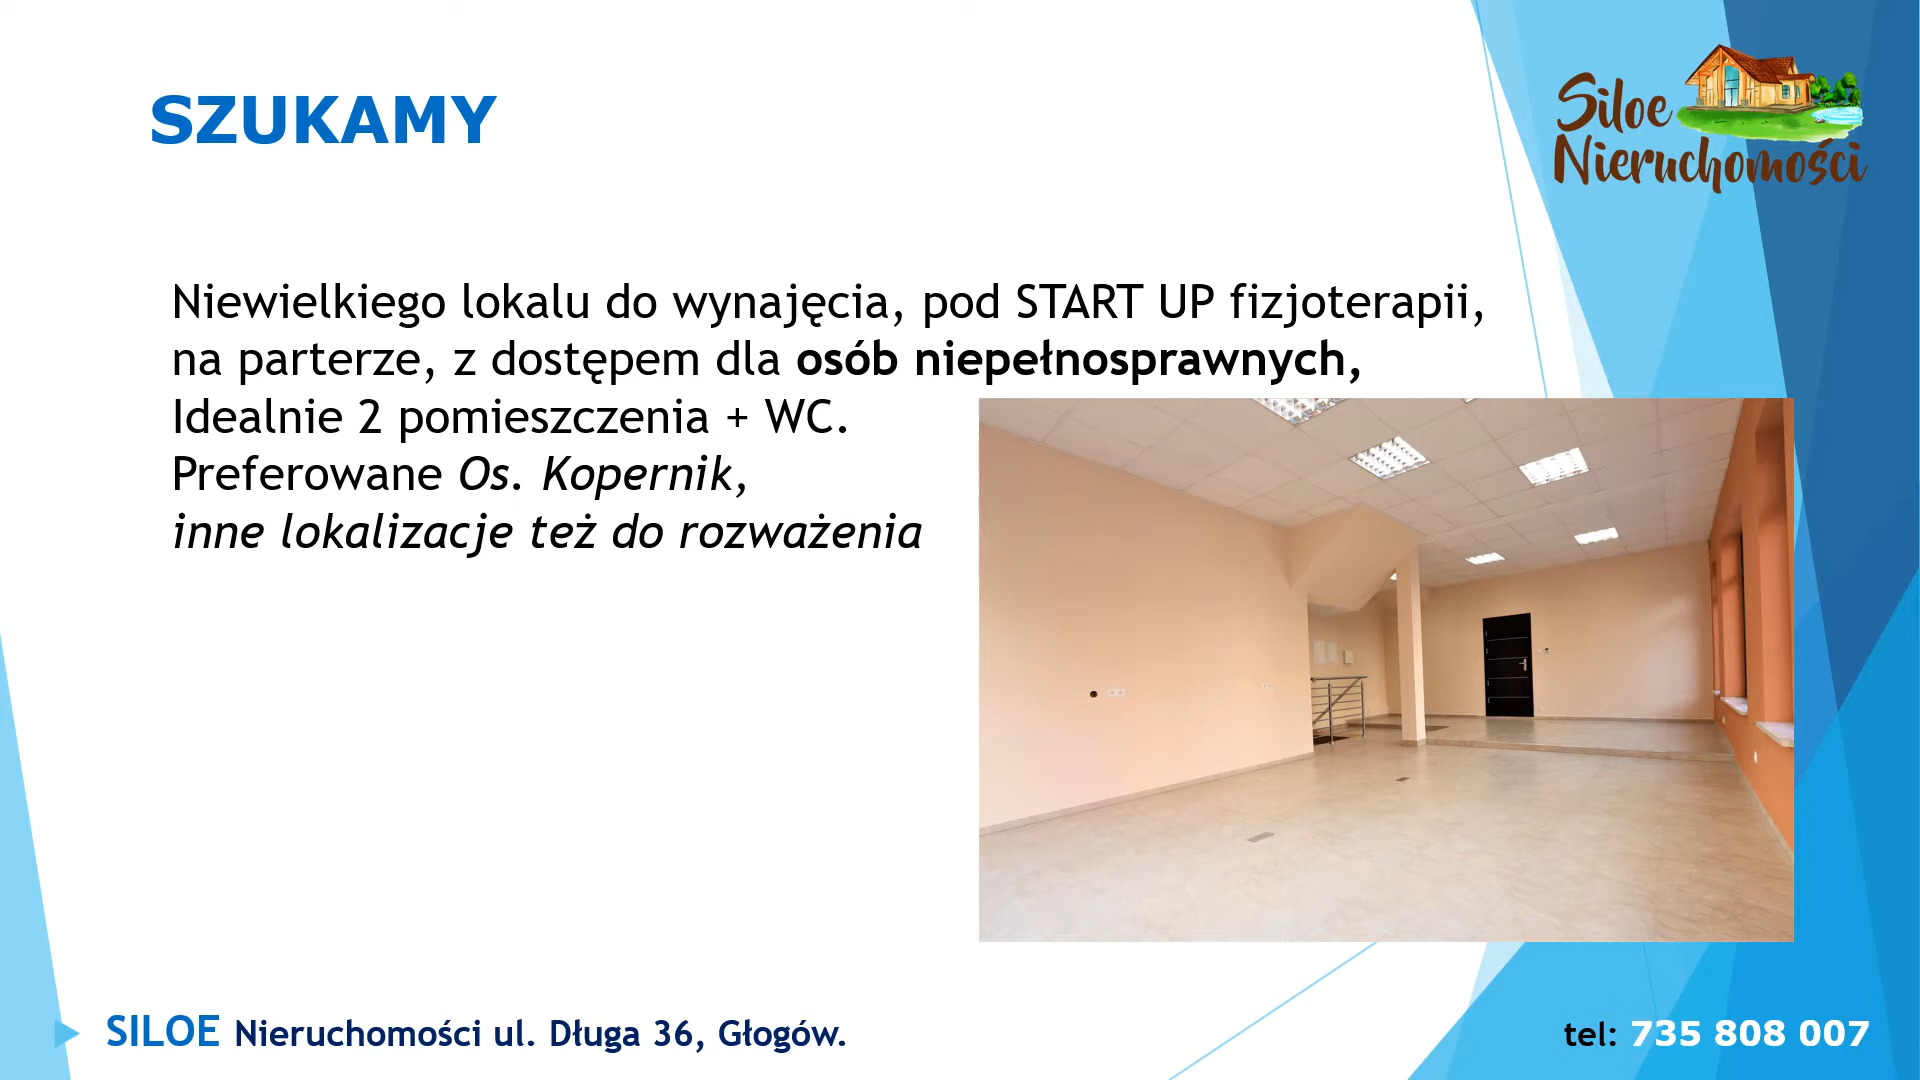 SZUKAMY
Siloe
Nieruchomości
Niewielkiego lokalu do wynajęcia, pod START UP fizjoterapii,
na parterze, z dostępem dla osób niepełnosprawnych,
Idealnie 2 pomieszczenia + WC.
Preferowane Os. Kopernik,
inne lokalizacje też do rozważenia
SILOE Nieruchomości ul. Długa 36, Głogów.
tel: 735 808 007